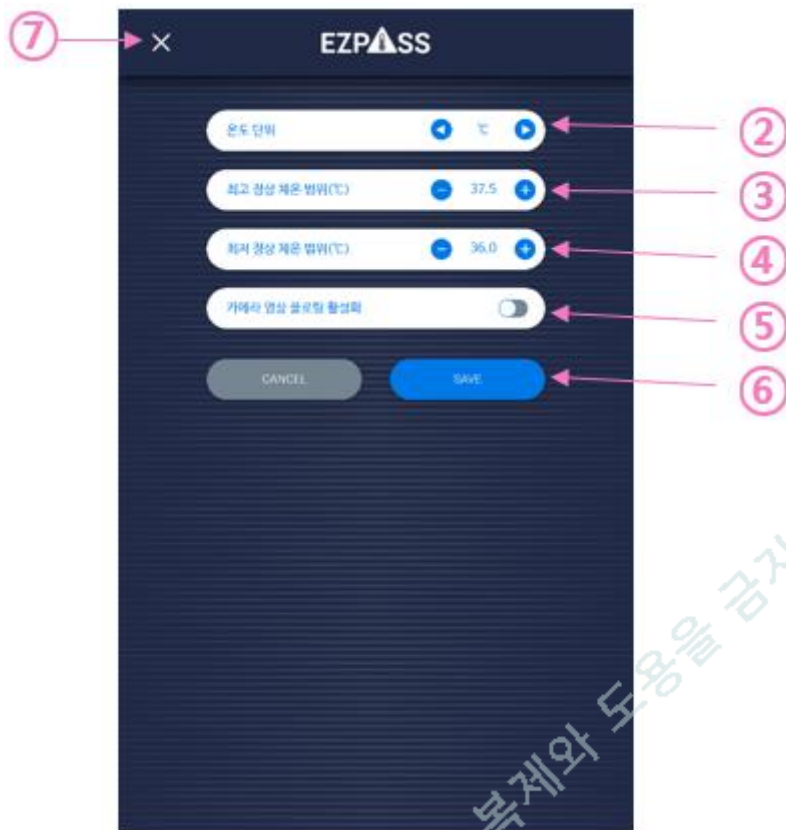 ⑦
EZPASS
온도 단위 ℃
②
최고 정상 체온 범위(℃) 37.5
③
최저 정상 체온 범위(℃) 36.0
④
카메라 영상 플로팅 활성화
⑤
CANCEL SAVE
⑥
복제와 도용을 금지